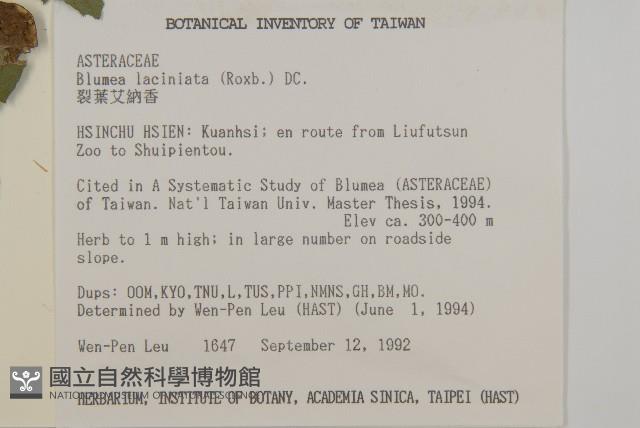 BOTANICAL INVENTORY OF TAIWAN
ASTERACEAE
Blumea laciniata (Roxb.) DC.
裂葉艾納香
HSINCHU HSIEN: Kuanhsi; en route from Liufutsun
Zoo to Shuipientou.
Cited in A Systematic Study of Blumea (ASTERACEAE)
of Taiwan. Nat'l Taiwan Univ. Master Thesis, 1994.
Elev ca. 300-400 m
Herb to 1 m high; in large number on roadside
slope.
Dups: OOM,KYO,TNU,L,TUS,PPI,NMNS,GH,BM,MO.
Determined by Wen-Pen Leu (HAST) (June 1, 1994)
Wen-Pen Leu 1647 September 12, 1992
國立自然科學博物館
NATIONAL MUSEUM OF NATURAL SCIENCE
HERBARIUM, INSTITUTE OF BOTANY, ACADEMIA SINICA, TAIPEI (HAST)